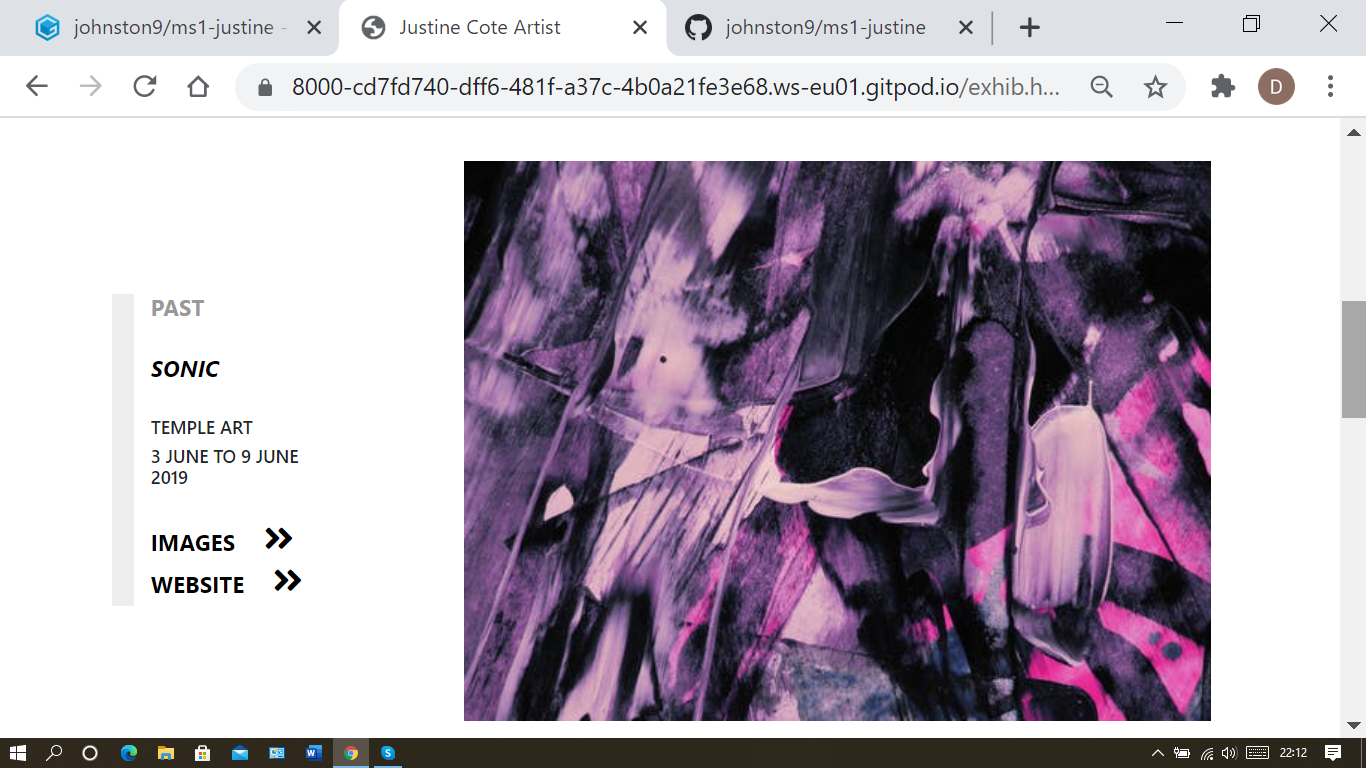 johnston9/ms1-justine -
Justine Cote Artist
johnston9/ms1-justine
8000-cd7fd740-dff6-481f-a37c-4b0a21fe3e68.ws-eu01.gitpod.io/exhib.h...
D
PAST
SONIC
TEMPLE ART
3 JUNE TO 9 JUNE
2019
IMAGES
WEBSITE
22:12